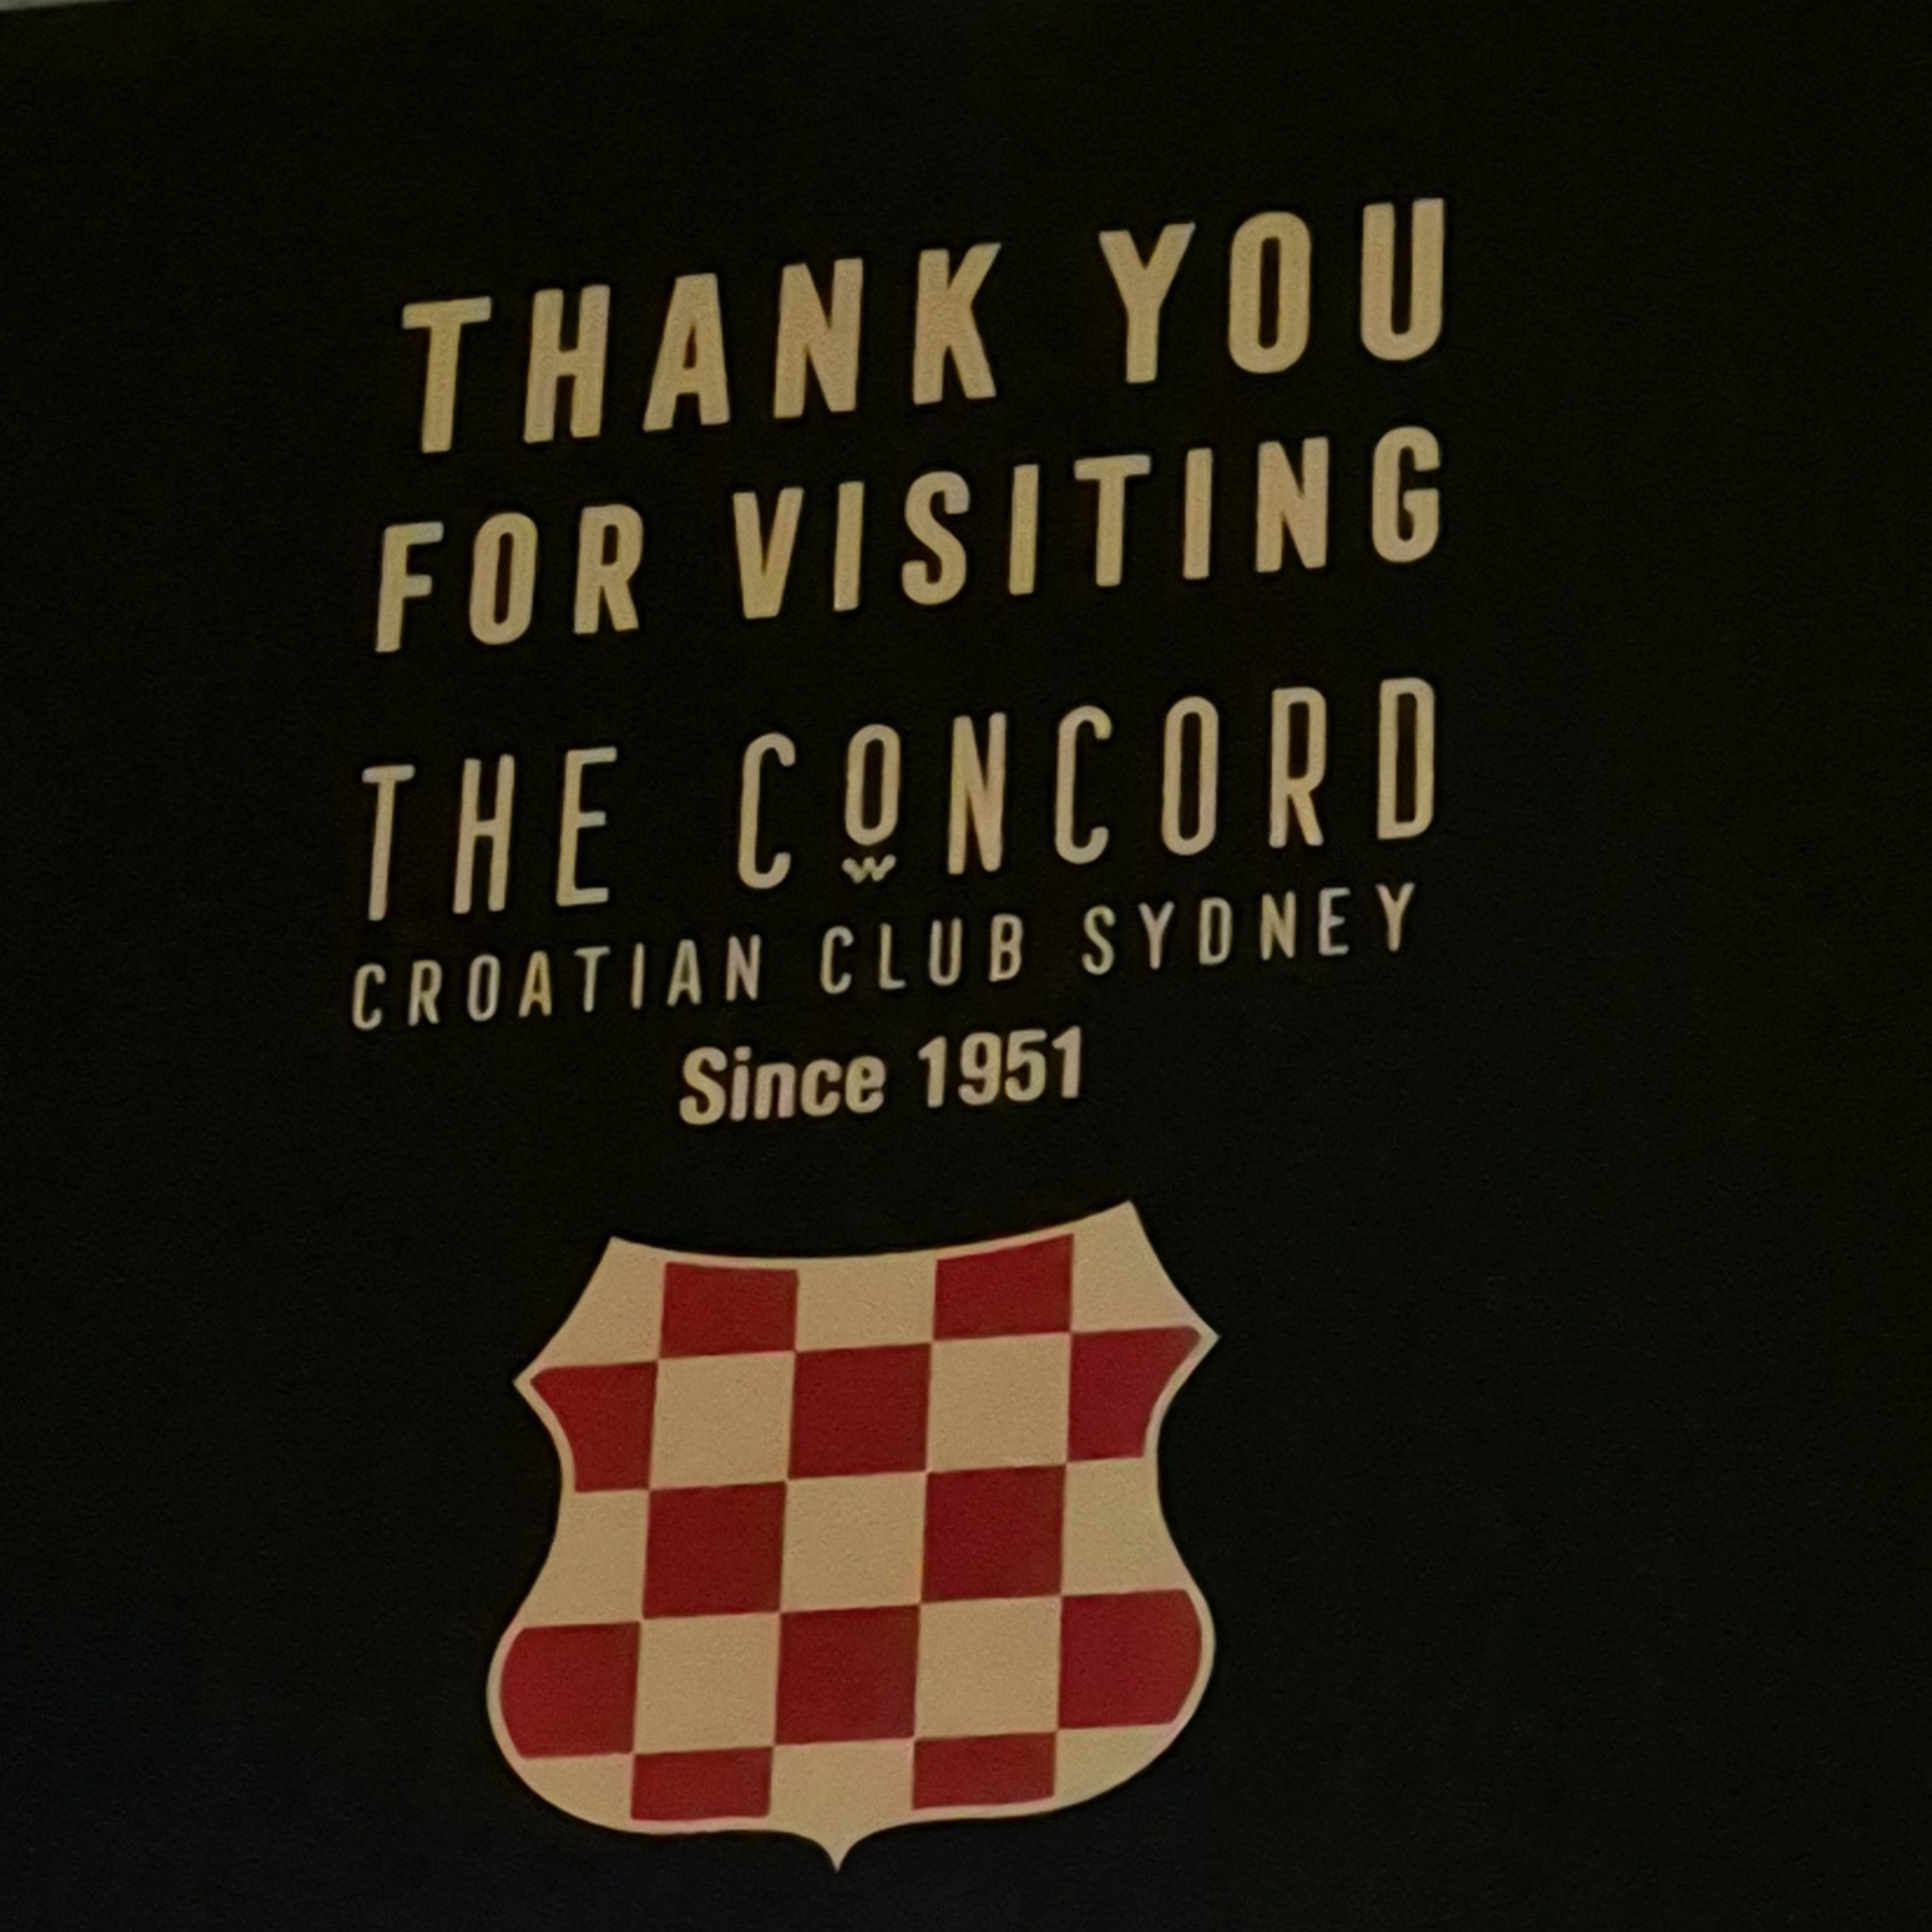 THANK YOU
FOR VISITING
THE CONCORD
CROATIAN CLUB SYDNEY
Since 1951